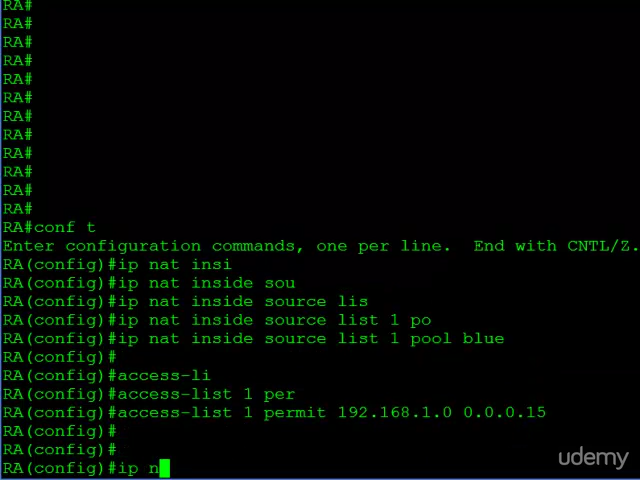 RA#
RA#
RA#
RA#
RA#
RA#
RA#
RA#
RA#
RA#
RA#
RA#
RA#conf t
Enter configuration commands, one per line.  End with CNTL/Z.
RA(config)#ip nat insi
RA(config)#ip nat inside sou
RA(config)#ip nat inside source lis
RA(config)#ip nat inside source list 1 po
RA(config)#ip nat inside source list 1 pool blue
RA(config)#
RA(config)#access-li
RA(config)#access-list 1 per
RA(config)#access-list 1 permit 192.168.1.0 0.0.0.15
RA(config)#
RA(config)#
RA(config)#ip n
udemy